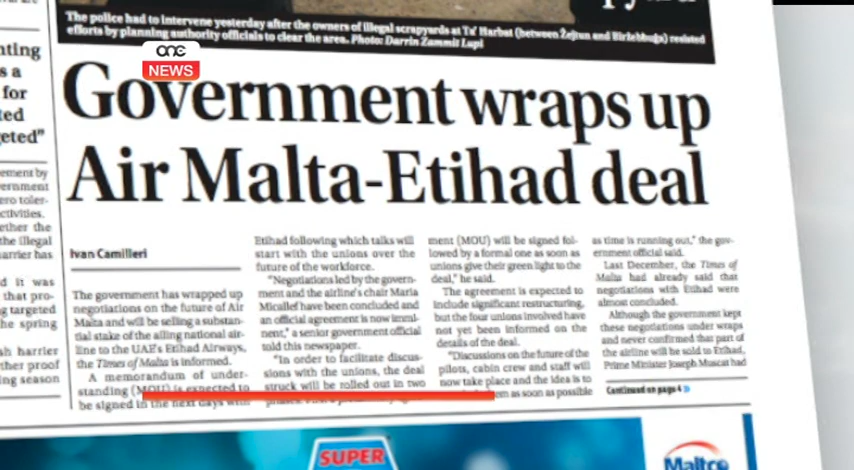 The police had to intervene yesterday after the owners of illegal scrapyards at Ta' Ħarbat (between Żejtun and Birżebbuġa) resisted
efforts by planning authority officials to clear the area. Photo: Darrin Zammit Lupi
one
NEWS
Government wraps up
Air Malta-Etihad deal
nting
s a
for
ted
eted"
ement by
ernment
ero toler-
ctivities.
ether the
the illegal
harrier has
d it was
that pro-
g targeted
he spring
sh harrier
ther proof
ing season
Ivan Camilleri
The government has wrapped up
negotiations on the future of Air
Malta and will be selling a substan-
tial stake of the ailing national air-
line to the UAE's Etihad Airways,
the Times of Malta is informed.
A memorandum of under-
standing (MOU) is expected to
be signed in the next days with
Etihad following which talks will
start with the unions over the
future of the workforce.
"Negotiations led by the govern-
ment and the airline's chair Maria
Micallef have been concluded and
an official agreement is now immi-
nent," a senior government official
told this newspaper.
"In order to facilitate discus-
sions with the unions, the deal
struck will be rolled out in two
ment (MOU) will be signed fol-
lowed by a formal one as soon as
unions give their green light to the
deal," he said.
The agreement is expected to
include significant restructuring,
but the four unions involved have
not yet been informed on the
details of the deal.
"Discussions on the future of the
pilots, cabin crew and staff will
now take place and the idea is to
em as soon as possible
as time is running out," the gov-
ernment official said.
Last December, the Times of
Malta had already said that
negotiations with Etihad were
almost concluded.
Although the government kept
these negotiations under wraps
and never confirmed that part of
the airline will be sold to Etihad,
Prime Minister Joseph Muscat had
Continued on page 4
SUPER
Maltco